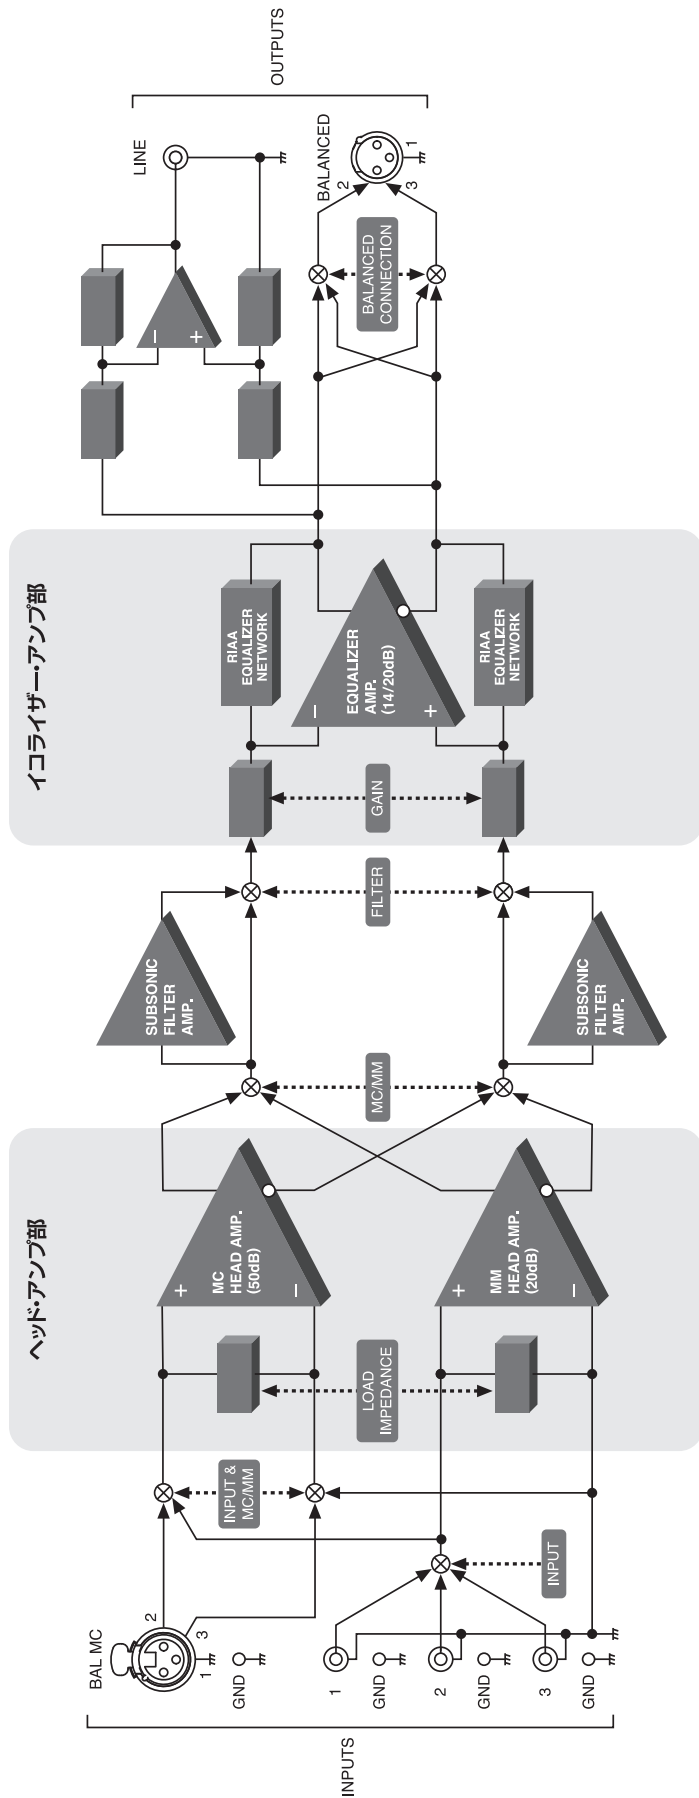 INPUTS
BAL MC
2
3
1
GND
1
GND
2
GND
3
GND
INPUT &
MC/MM
INPUT
ヘッド・アンプ部
LOAD
IMPEDANCE
+
MC
HEAD AMP.
(50dB)
−
+
MM
HEAD AMP.
(20dB)
−
MC/MM
SUBSONIC
FILTER
AMP.
SUBSONIC
FILTER
AMP.
FILTER
イコライザー・アンプ部
GAIN
RIAA
EQUALIZER
NETWORK
−
EQUALIZER
AMP.
(14/20dB)
+
RIAA
EQUALIZER
NETWORK
−
+
LINE
BALANCED
CONNECTION
BALANCED
2
3
1
OUTPUTS